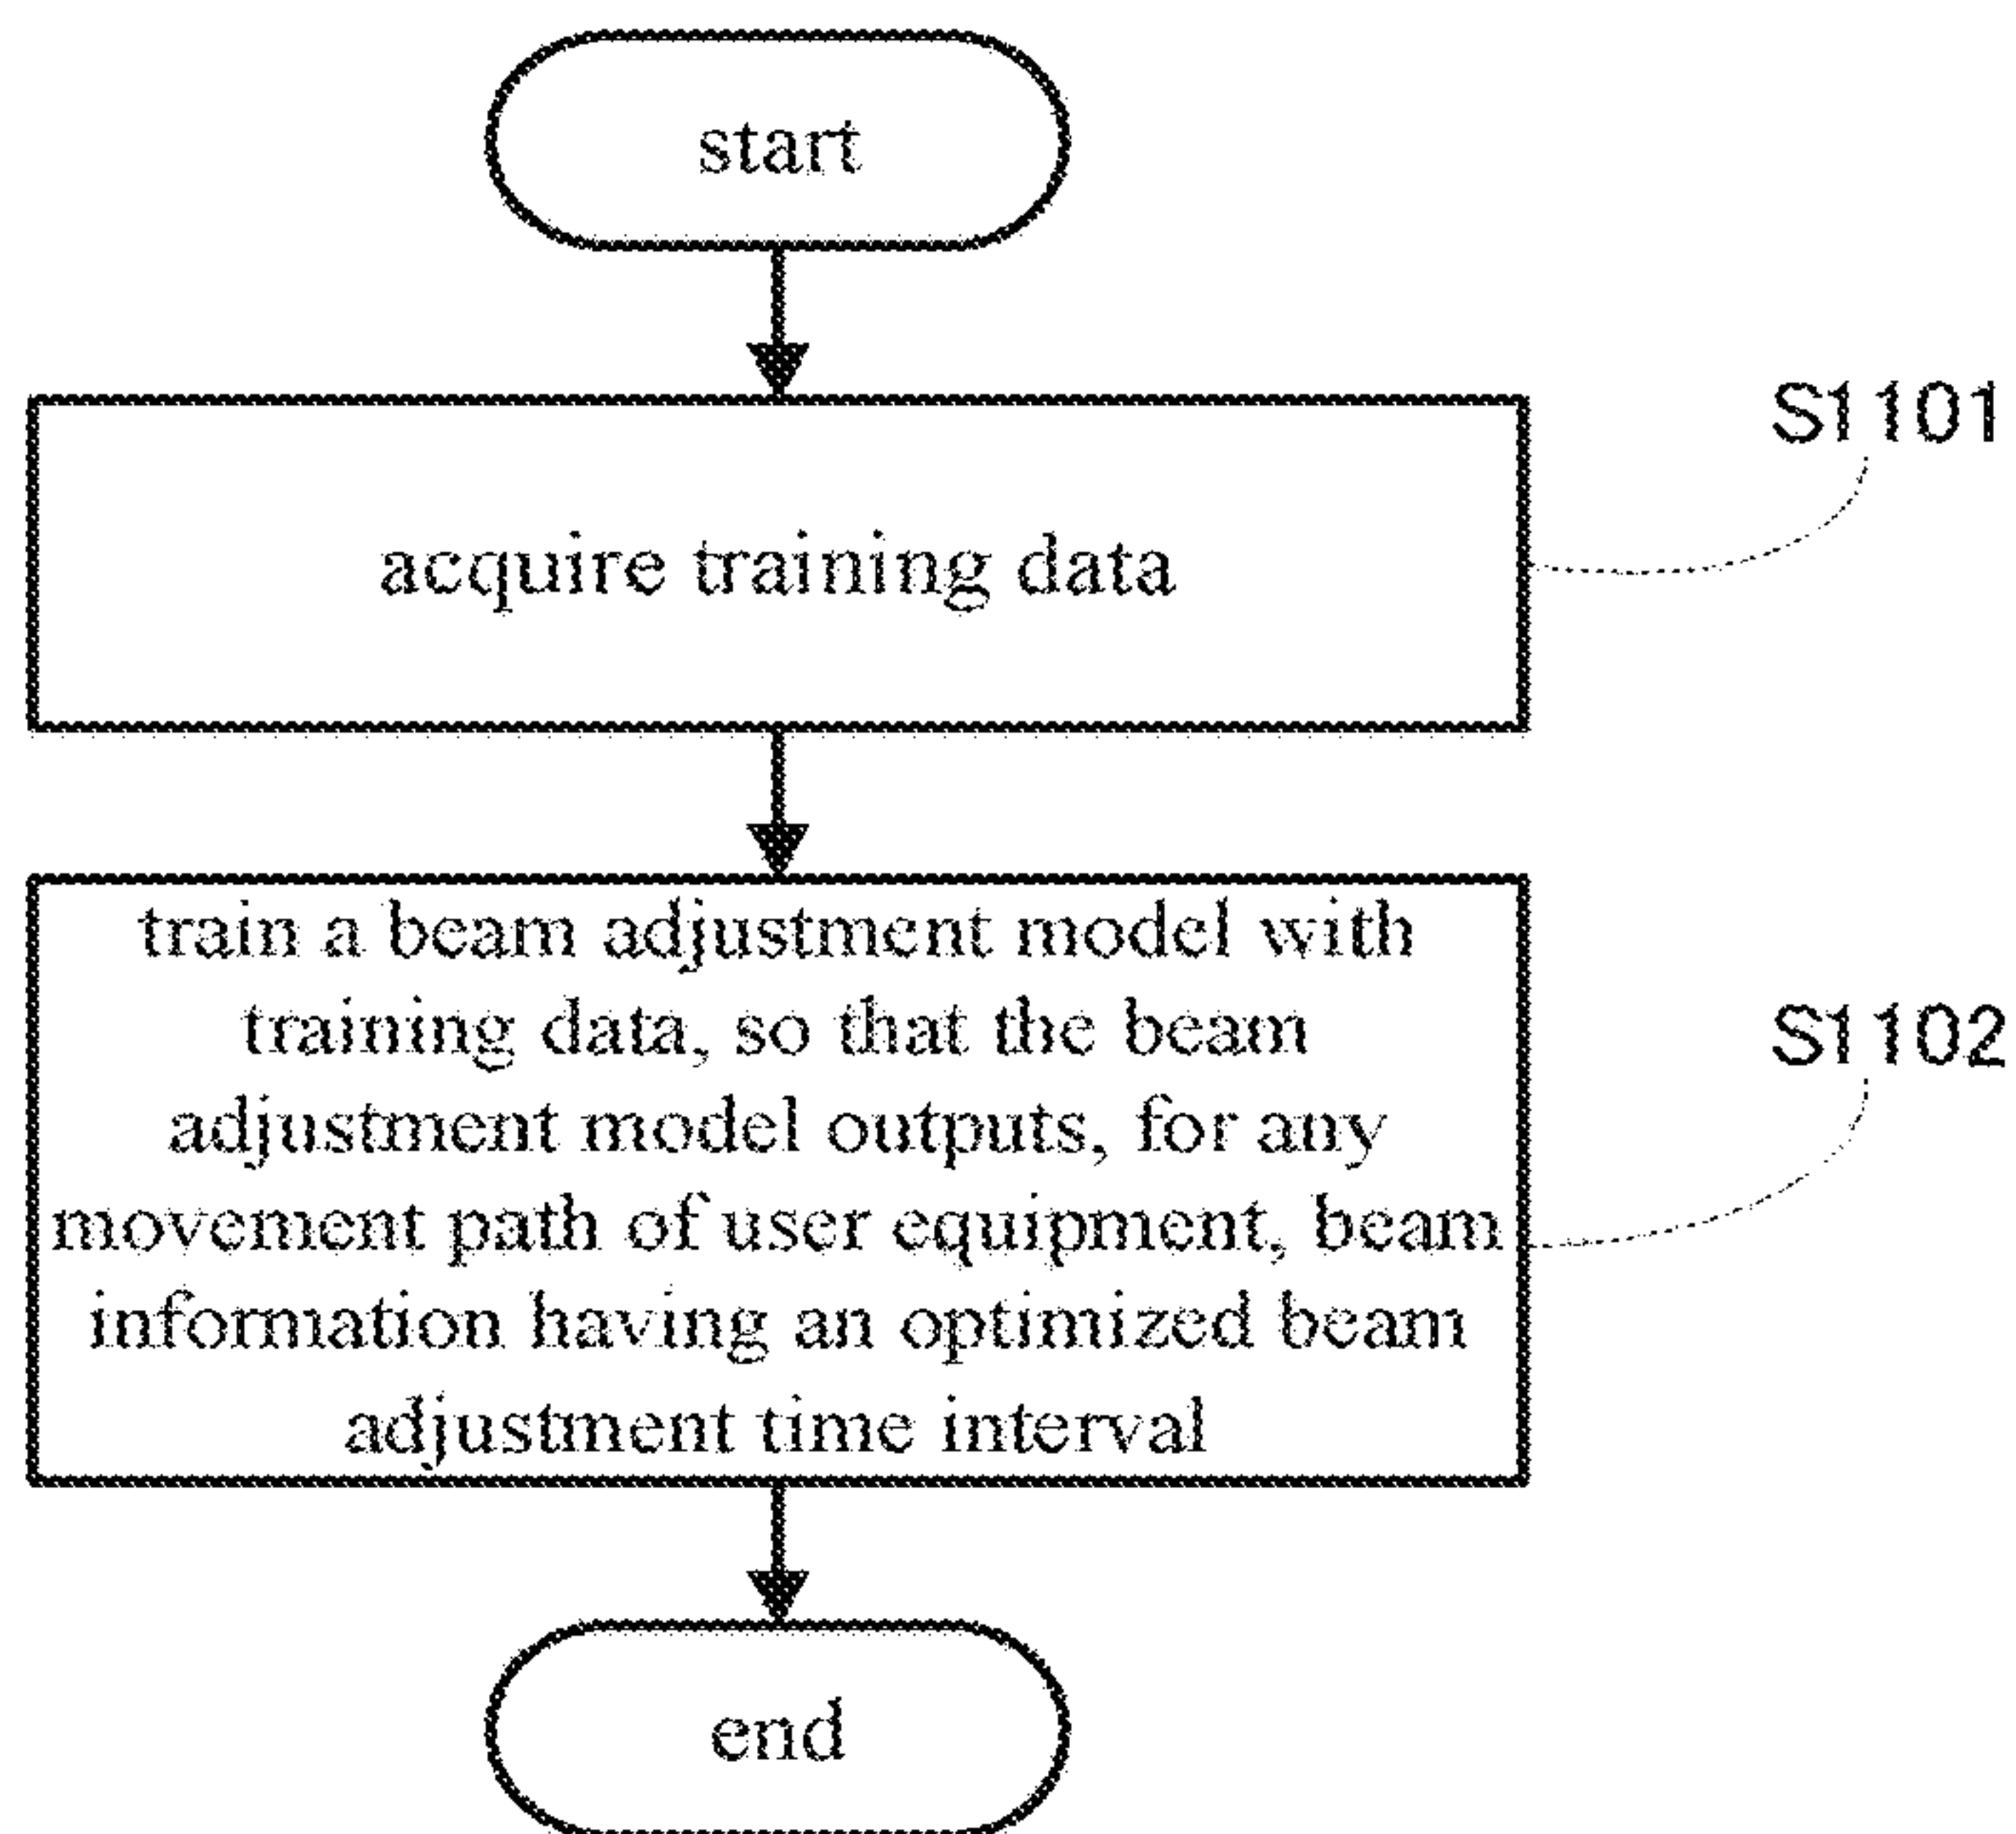 start
S1101
acquire training data
train a beam adjustment model with
training data, so that the beam
adjustment model outputs, for any
S1102
movement path of user equipment, beam
information having an optimized beam
adjustment time interval
end